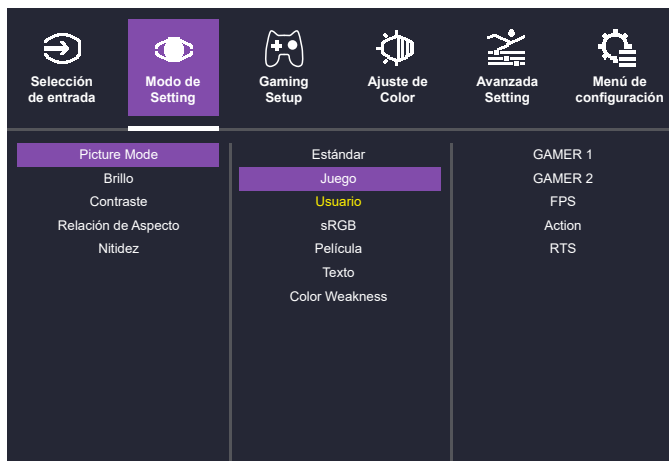 Selección
de entrada
Modo de
Setting
Gaming
Setup
Ajuste de
Color
Avanzada
Setting
Menú de
configuración
Picture Mode
Brillo
Contraste
Relación de Aspecto
Nitidez
Estándar
Juego
Usuario
sRGB
Película
Texto
Color Weakness
GAMER 1
GAMER 2
FPS
Action
RTS